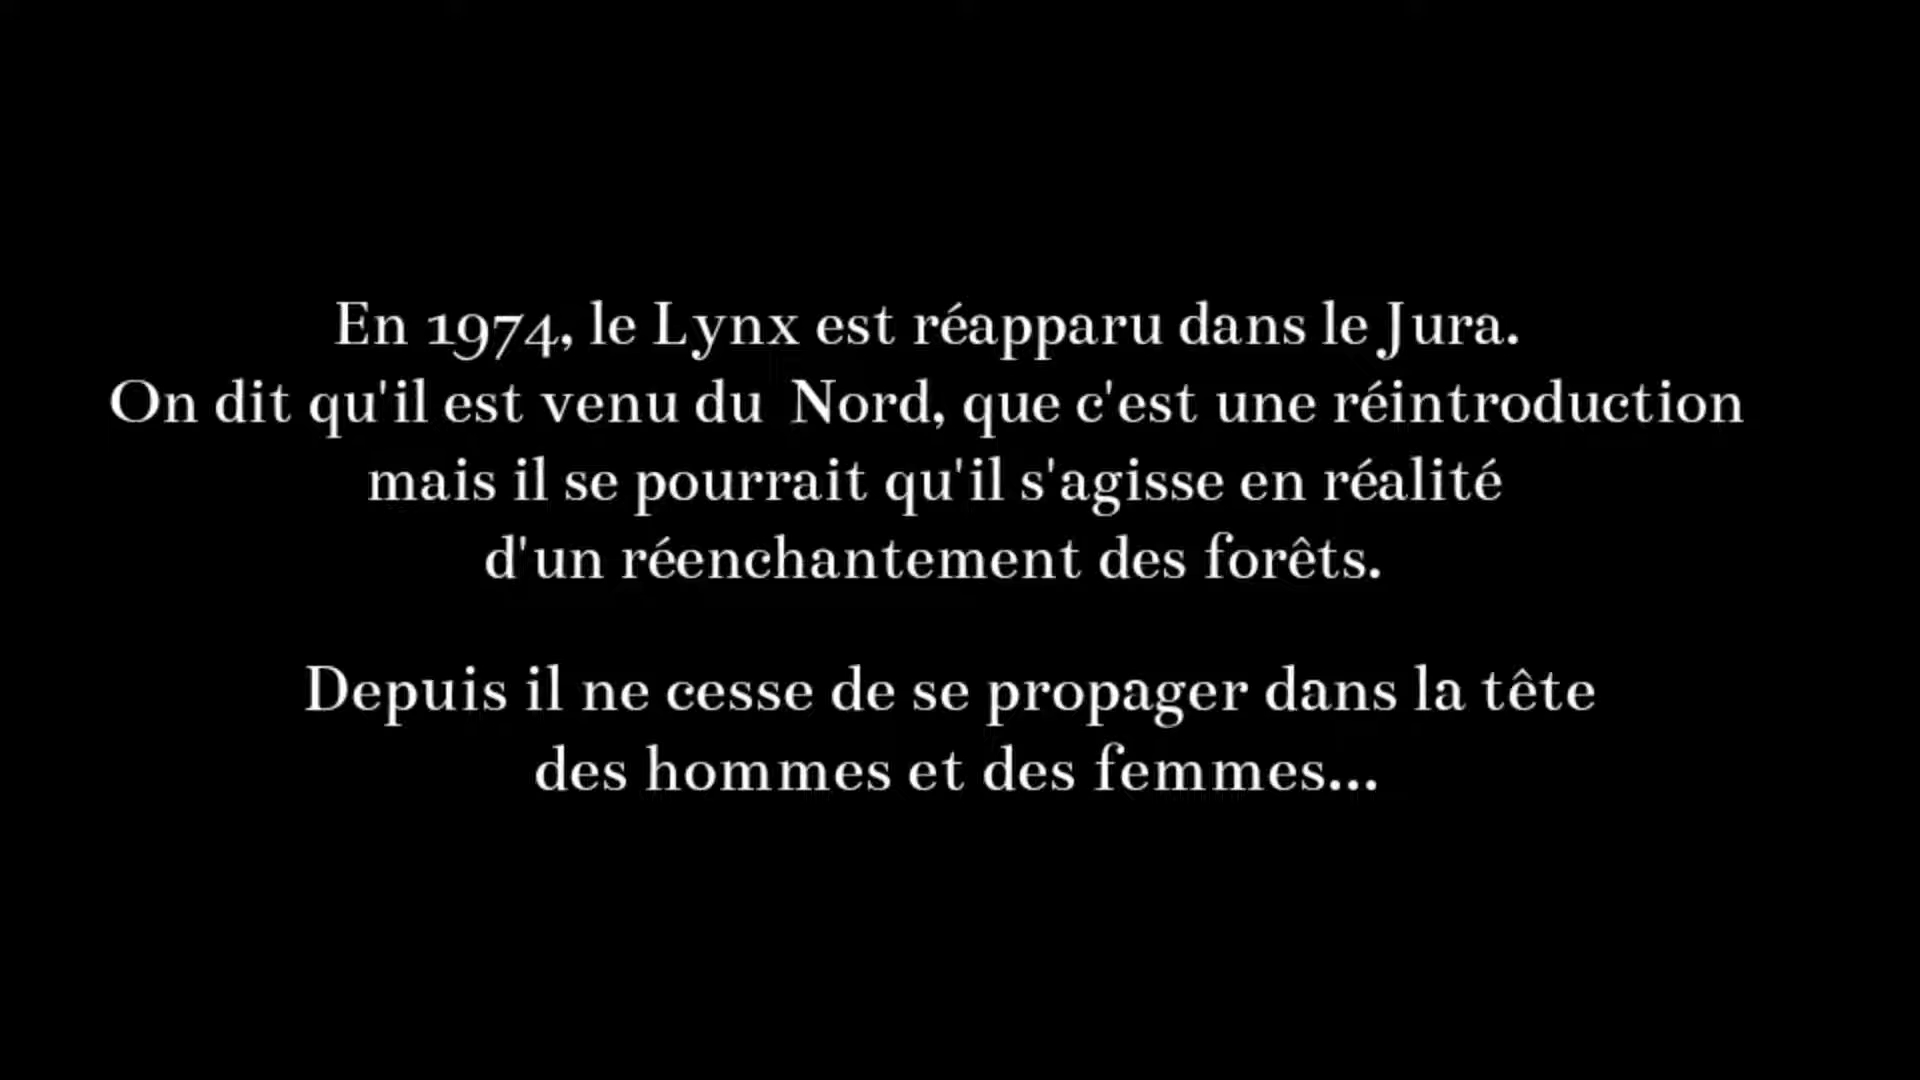 En 1974, le Lynx est réapparu dans le Jura.
On dit qu'il est venu du  Nord, que c'est une réintroduction
mais il se pourrait qu'il s'agisse en réalité
d'un réenchantement des forêts.
Depuis il ne cesse de se propager dans la tête
des hommes et des femmes...